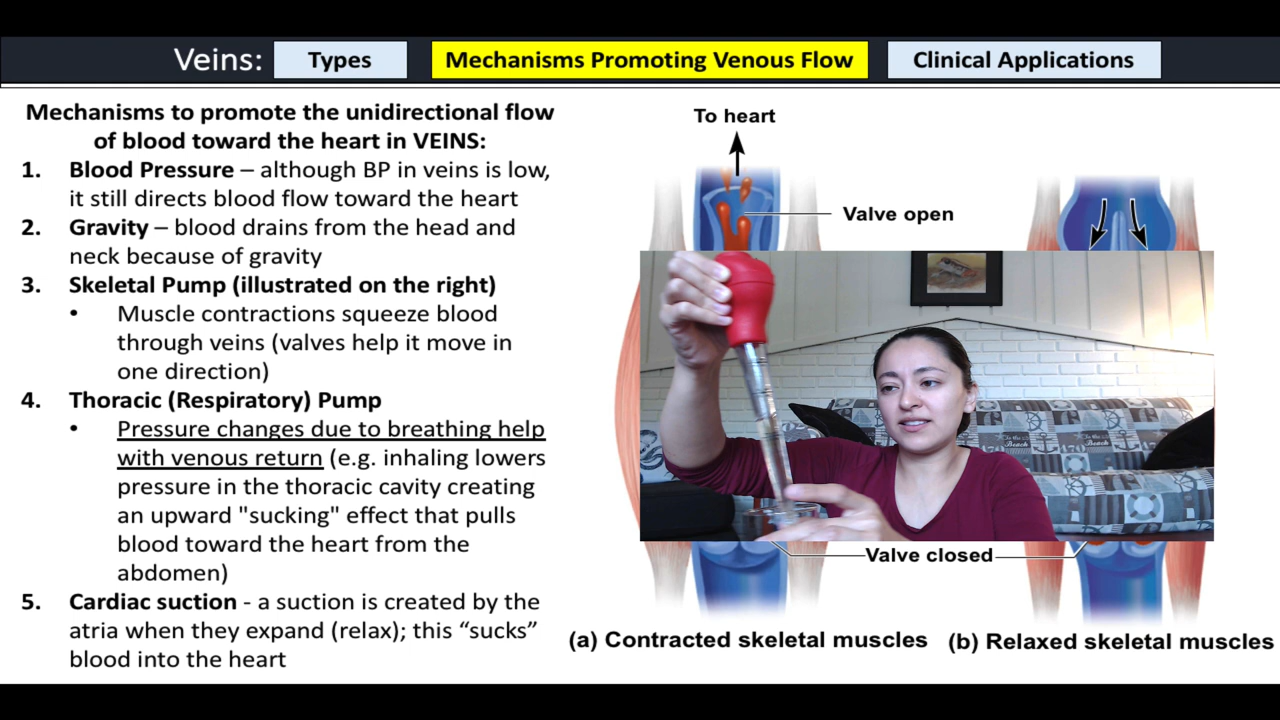 Veins: Types Mechanisms Promoting Venous Flow Clinical Applications
Mechanisms to promote the unidirectional flow
of blood toward the heart in VEINS:
1. Blood Pressure – although BP in veins is low,
it still directs blood flow toward the heart
2. Gravity – blood drains from the head and
neck because of gravity
3. Skeletal Pump (illustrated on the right)
• Muscle contractions squeeze blood
through veins (valves help it move in
one direction)
4. Thoracic (Respiratory) Pump
• Pressure changes due to breathing help
with venous return (e.g. inhaling lowers
pressure in the thoracic cavity creating
an upward "sucking" effect that pulls
blood toward the heart from the
abdomen)
5. Cardiac suction - a suction is created by the
atria when they expand (relax); this “sucks”
blood into the heart
To heart
Valve open
Valve closed
(a) Contracted skeletal muscles
(b) Relaxed skeletal muscles